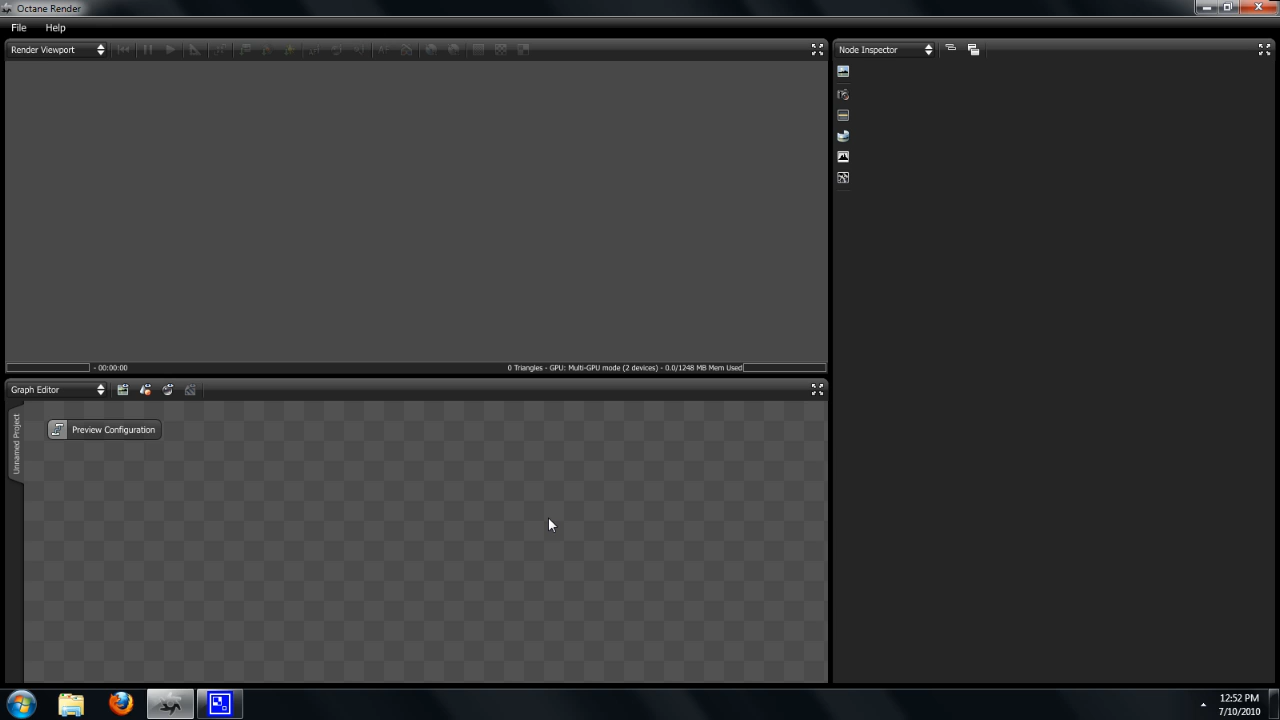 Octane Render
File Help
Render Viewport
Node Inspector
- 00:00:00
0 Triangles - GPU: Multi-GPU mode (2 devices) - 0.0/1248 MB Mem Used
Graph Editor
Unnamed Project
Preview Configuration
12:52 PM
7/10/2010